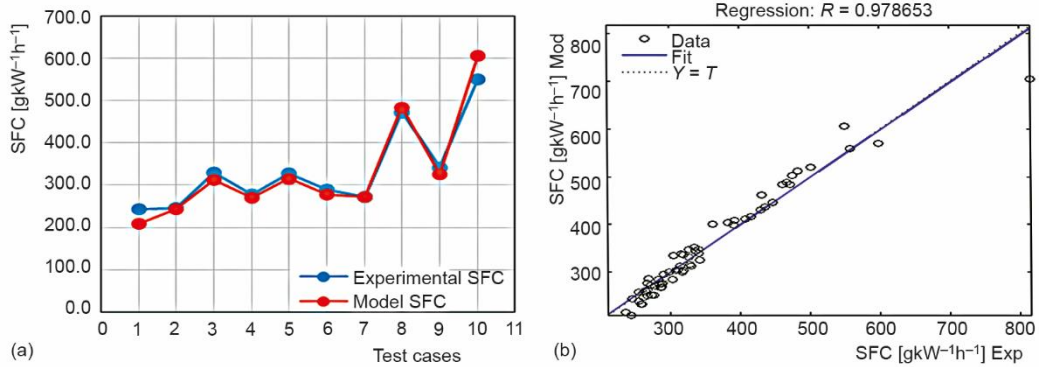 SFC [gkW⁻¹h⁻¹]
700.0
600.0
500.0
400.0
300.0
200.0
100.0
0.0
0 1 2 3 4 5 6 7 8 9 10 11
Experimental SFC
Model SFC
(a)
Test cases
Regression: R = 0.978653
SFC [gkW⁻¹h⁻¹] Mod
800
700
600
500
400
300
Data
Fit
Y = T
300 400 500 600 700 800
(b)
SFC [gkW⁻¹h⁻¹] Exp